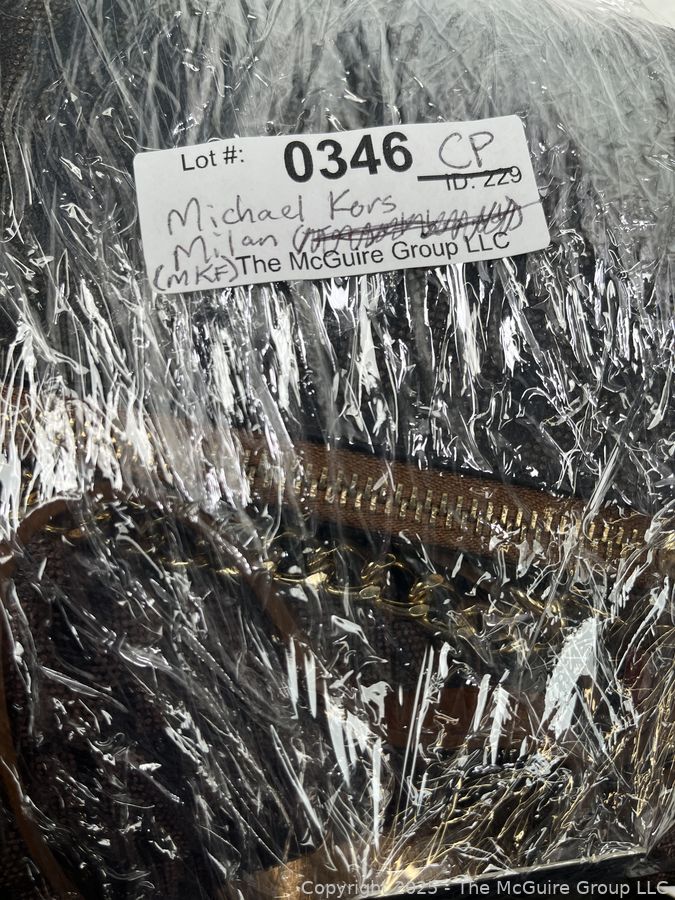 Lot #: 0346 CP
ID: 229
Michael Kors
Milan
(MKF) The McGuire Group LLC
Copyright 2025 - The McGuire Group LLC